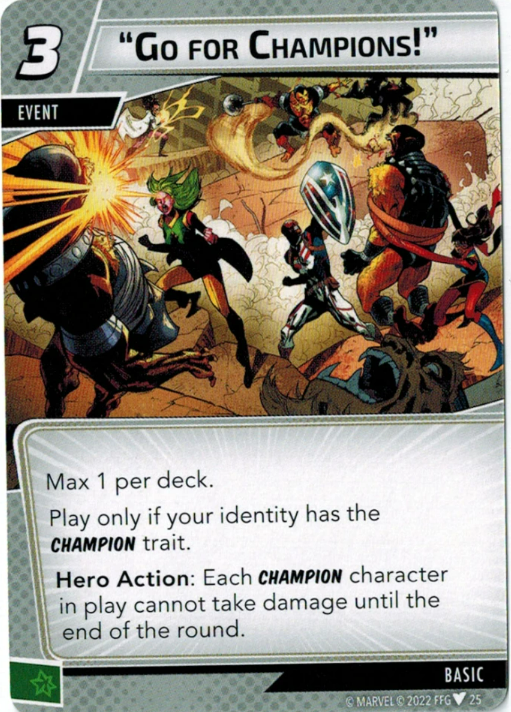 3
“GO FOR CHAMPIONS!”
EVENT
Max 1 per deck.
Play only if your identity has the
CHAMPION trait.
Hero Action: Each CHAMPION character
in play cannot take damage until the
end of the round.
BASIC
© MARVEL © 2022 FFG 25